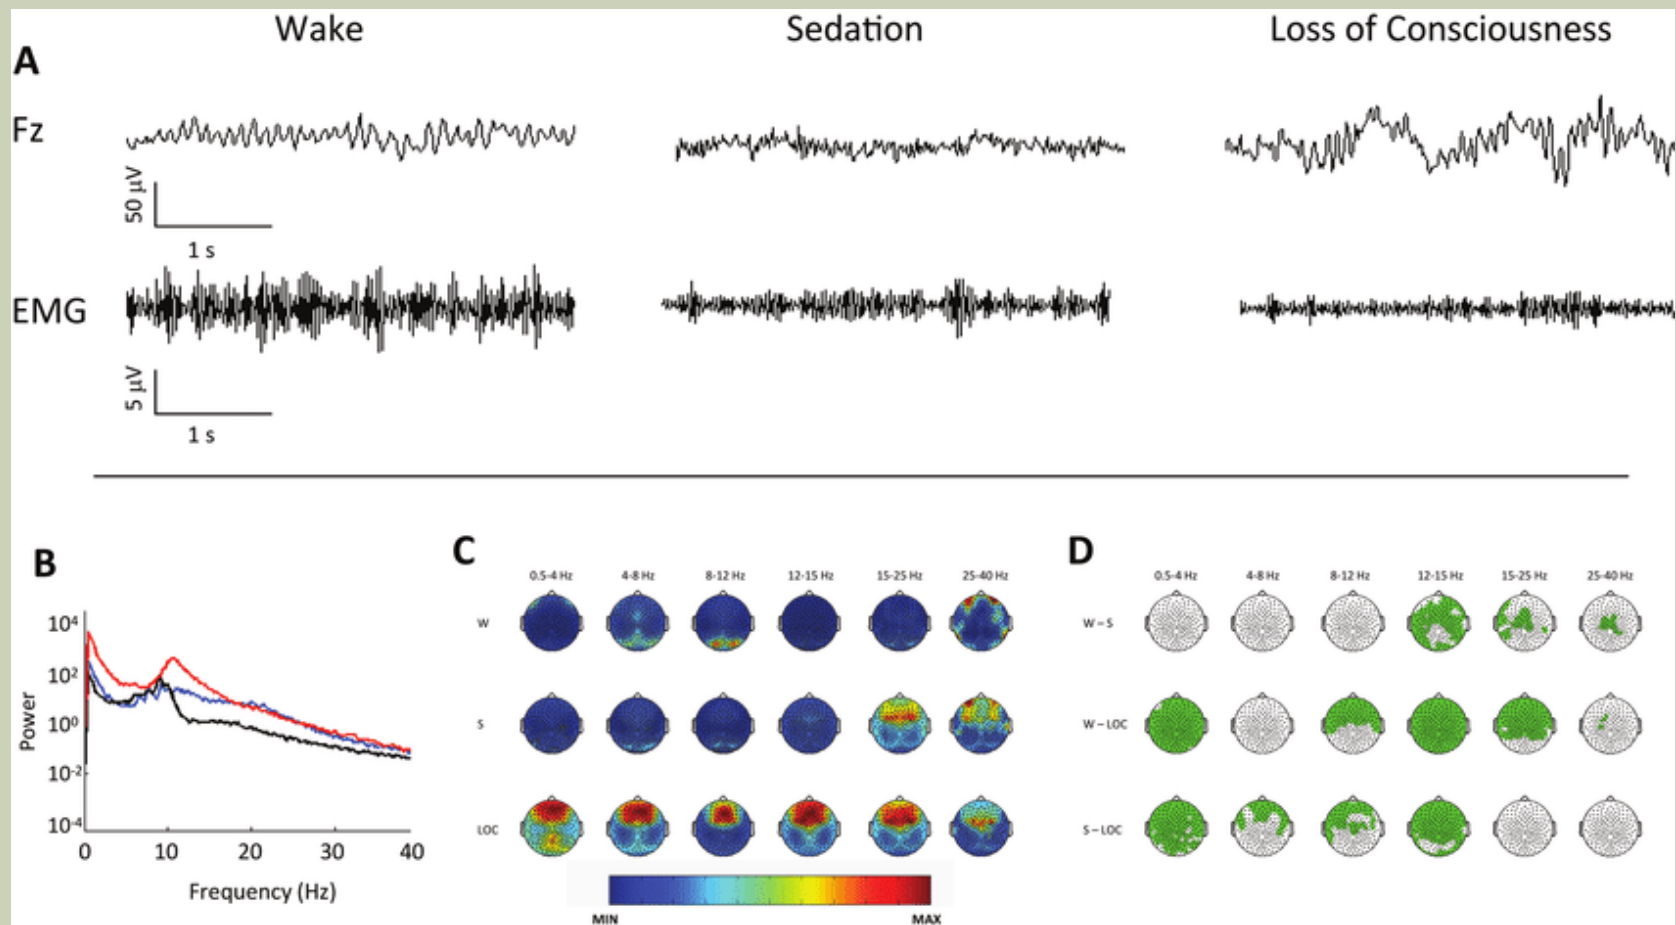 Wake Sedation Loss of Consciousness
A
Fz
50 µV
1 s
EMG
5 µV
1 s
B
Power
10⁴
10²
10⁰
10⁻²
10⁻⁴
0 10 20 30 40
Frequency (Hz)
C
0.5-4 Hz 4-8 Hz 8-12 Hz 12-15 Hz 15-25 Hz 25-40 Hz
W
S
LOC
MIN MAX
D
0.5-4 Hz 4-8 Hz 8-12 Hz 12-15 Hz 15-25 Hz 25-40 Hz
W – S
W – LOC
S – LOC